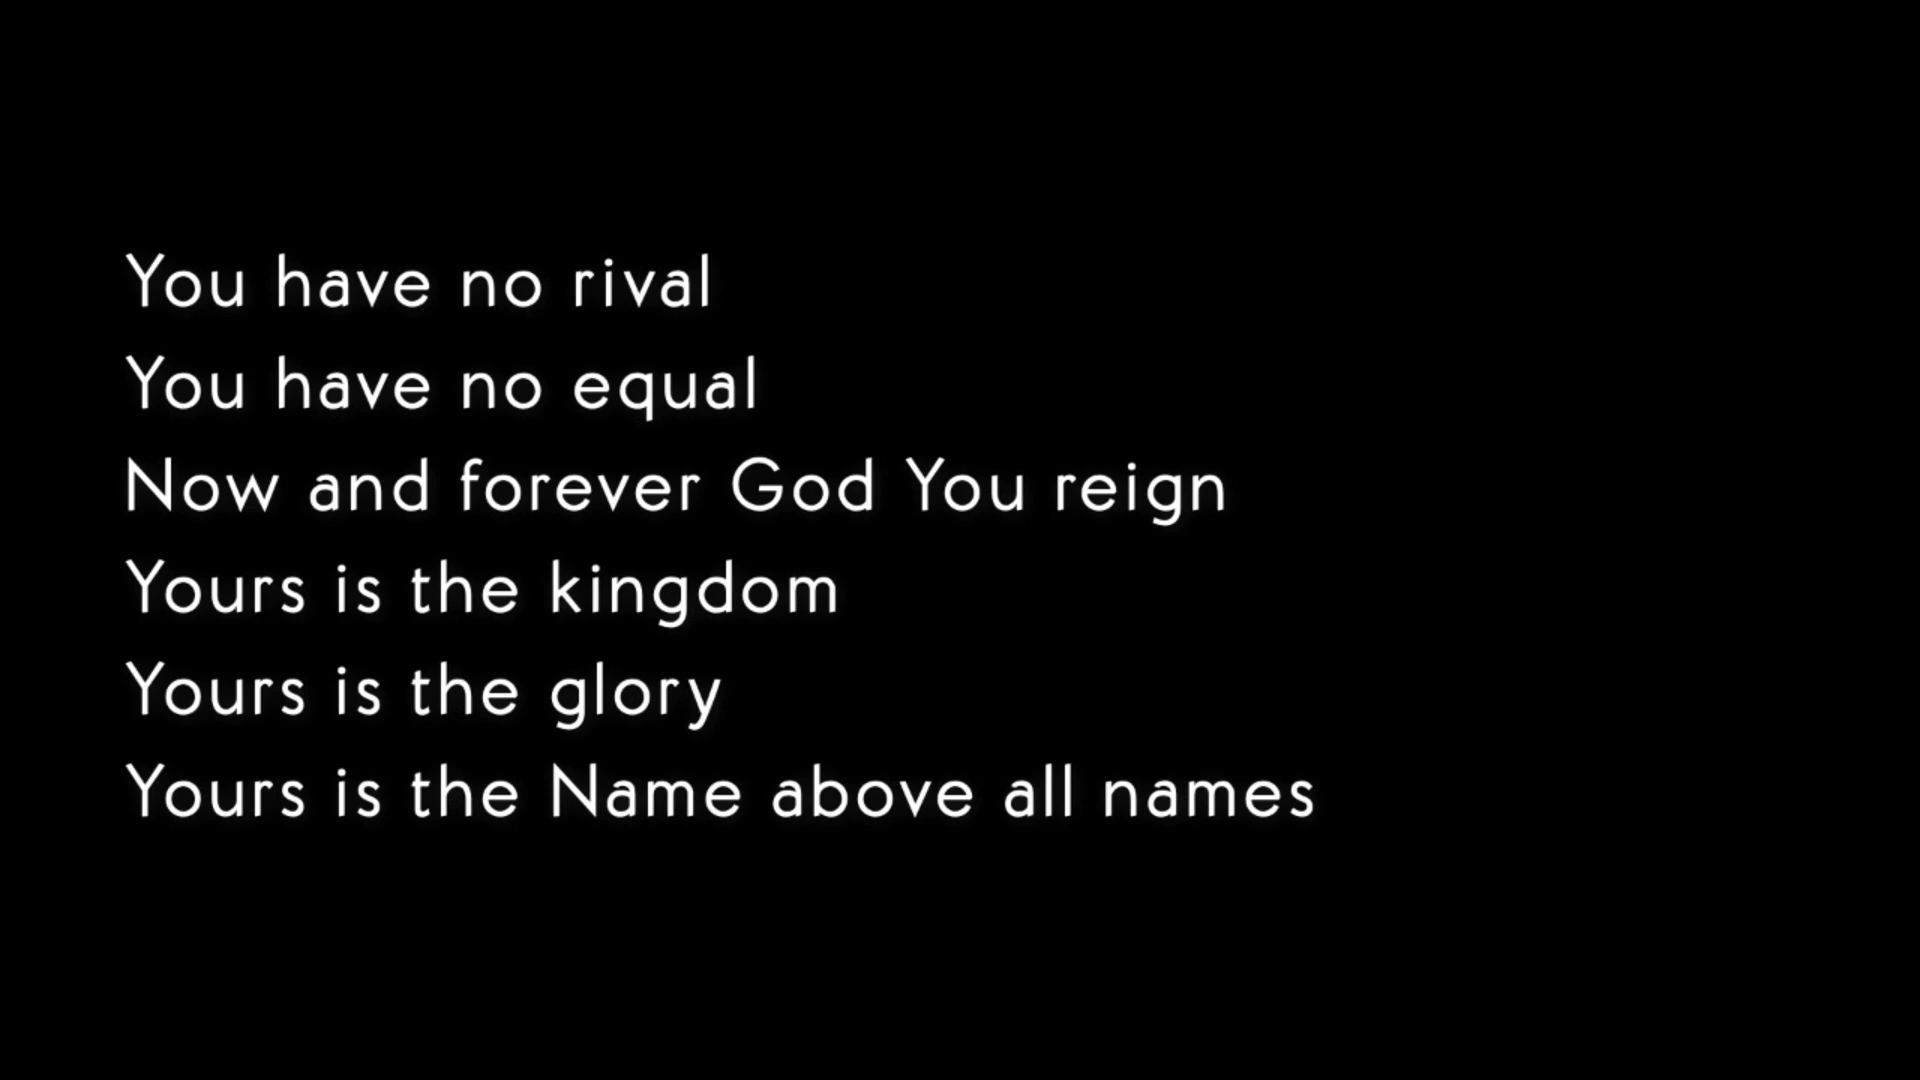 You have no rival
You have no equal
Now and forever God You reign
Yours is the kingdom
Yours is the glory
Yours is the Name above all names